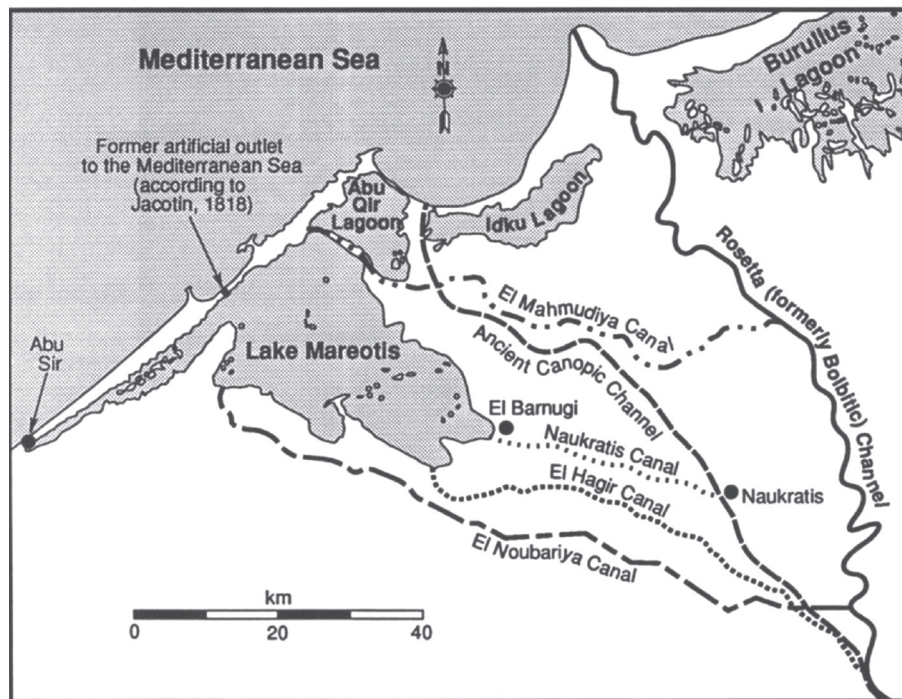 Mediterranean Sea
N
Burullus
Lagoon
Former artificial outlet
to the Mediterranean Sea
(according to
Jacotin, 1818)
Abu
Qir
Lagoon
Idku Lagoon
Rosetta (formerly Bolbitic) Channel
El Mahmudiya Canal
Ancient Canopic Channel
Abu
Sir
Lake Mareotis
El Barnugi
Naukratis Canal
Naukratis
El Hagir Canal
El Noubariya Canal
km
0 20 40